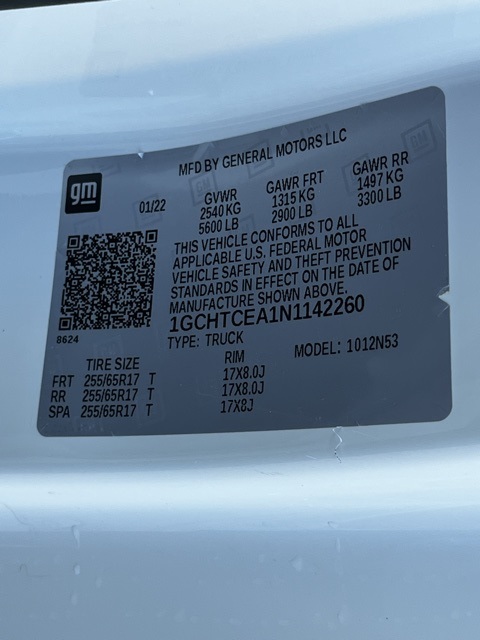 MFD BY GENERAL MOTORS LLC
gm
01/22 GVWR GAWR FRT GAWR RR
2540 KG 1315 KG 1497 KG
5600 LB 2900 LB 3300 LB
THIS VEHICLE CONFORMS TO ALL
APPLICABLE U.S. FEDERAL MOTOR
VEHICLE SAFETY AND THEFT PREVENTION
STANDARDS IN EFFECT ON THE DATE OF
MANUFACTURE SHOWN ABOVE.
1GCHTCEA1N1142260
8624
TYPE: TRUCK MODEL: 1012N53
TIRE SIZE RIM
FRT 255/65R17 T 17X8.0J
RR 255/65R17 T 17X8.0J
SPA 255/65R17 T 17X8J